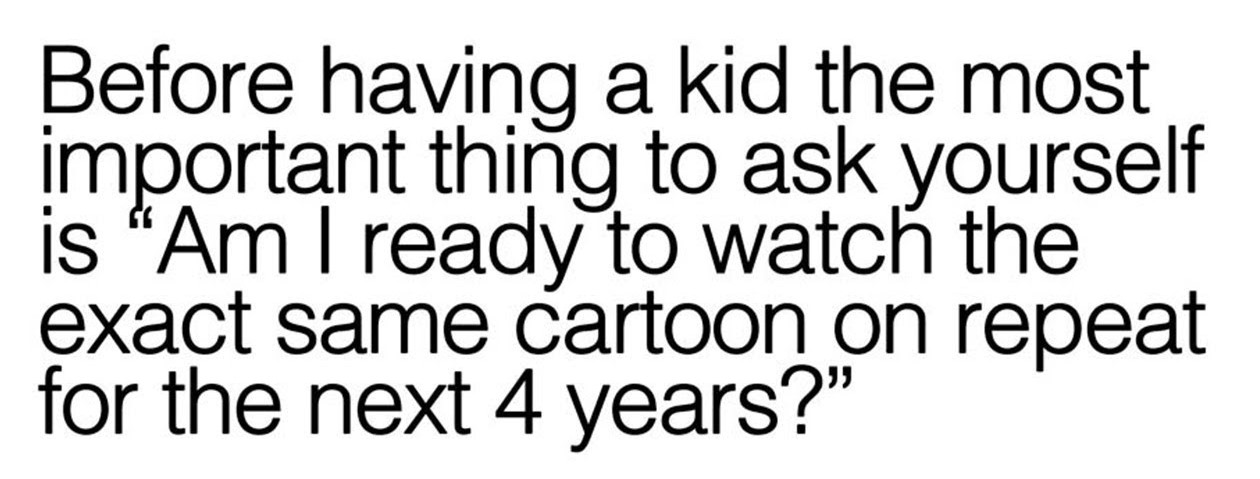 Before having a kid the most
important thing to ask yourself
is “Am I ready to watch the
exact same cartoon on repeat
for the next 4 years?”